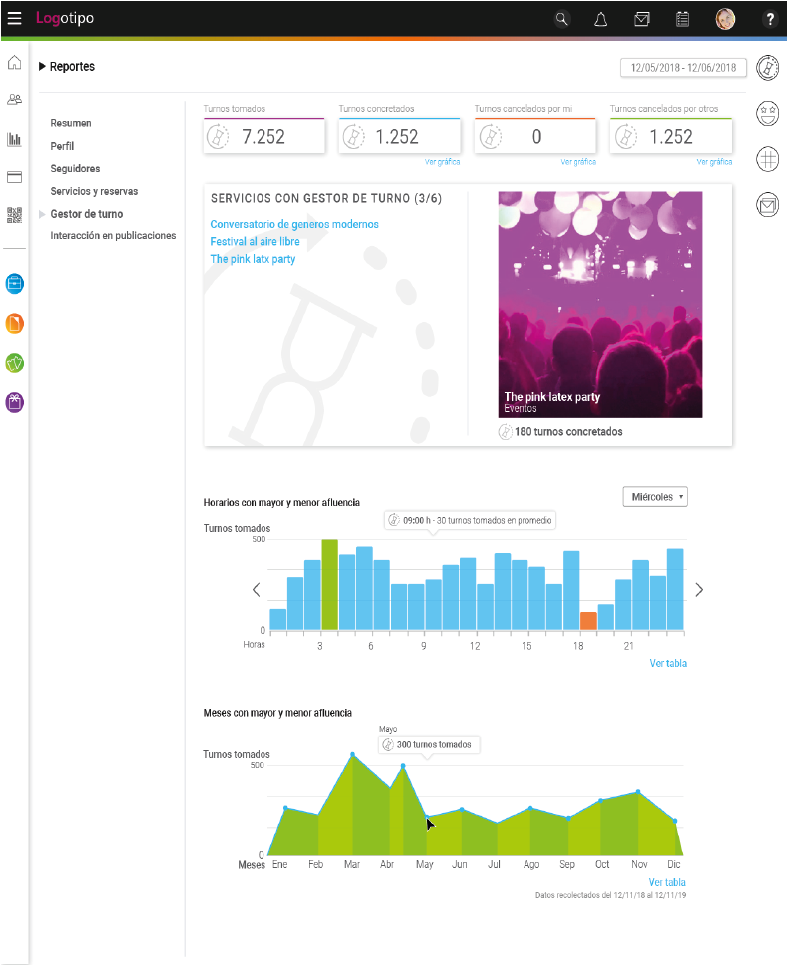 Logotipo
?
Reportes
12/05/2018 - 12/06/2018
Resumen
Perfil
Seguidores
Servicios y reservas
Gestor de turno
Interacción en publicaciones
Turnos tomados
7.252
Turnos concretados
1.252
Ver gráfica
Turnos cancelados por mi
0
Ver gráfica
Turnos cancelados por otros
1.252
Ver gráfica
SERVICIOS CON GESTOR DE TURNO (3/6)
Conversatorio de generos modernos
Festival al aire libre
The pink latx party
The pink latex party
Eventos
180 turnos concretados
Horarios con mayor y menor afluencia
Miércoles
09:00 h - 30 turnos tomados en promedio
Turnos tomados
500
0
Horas
3 6 9 12 15 18 21
Ver tabla
Meses con mayor y menor afluencia
Mayo
300 turnos tomados
Turnos tomados
500
0
Meses Ene Feb Mar Abr May Jun Jul Ago Sep Oct Nov Dic
Ver tabla
Datos recolectados del 12/11/18 al 12/11/19